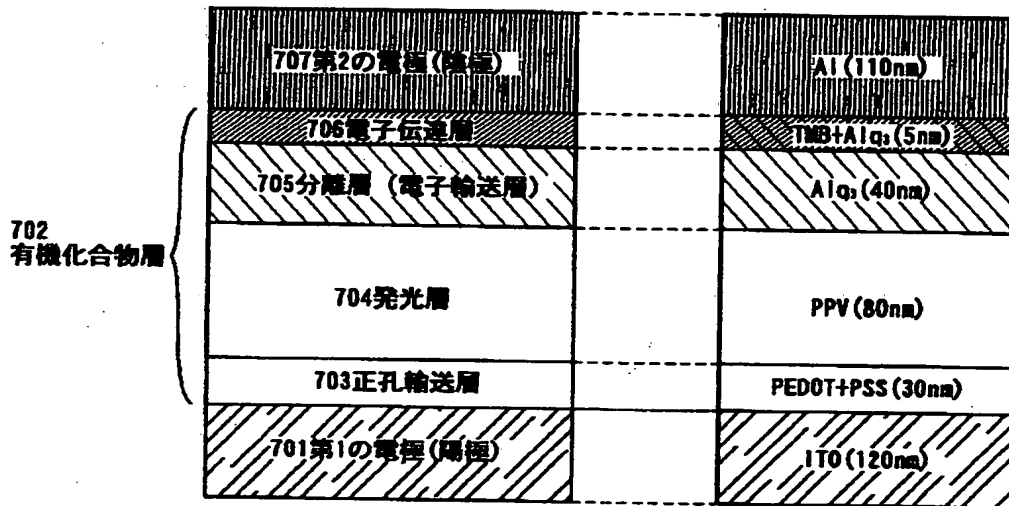 707第2の電極(陰極)
Al(110nm)
706電子伝達層
TMB+Alq₃(5nm)
705分離層 (電子輸送層)
Alq₃(40nm)
702
有機化合物層
704発光層
PPV(80nm)
703正孔輸送層
PEDOT+PSS(30nm)
701第1の電極(陽極)
ITO(120nm)